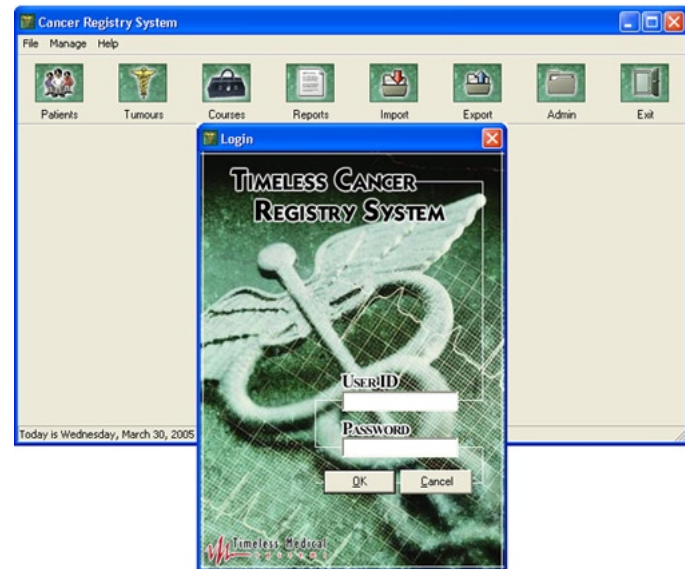 Cancer Registry System
File Manage Help
Patients Tumours Courses Reports Import Export Admin Exit
Login
TIMELESS CANCER
REGISTRY SYSTEM
USER ID
PASSWORD
OK Cancel
Today is Wednesday, March 30, 2005
Timeless Medical
SYSTEMS